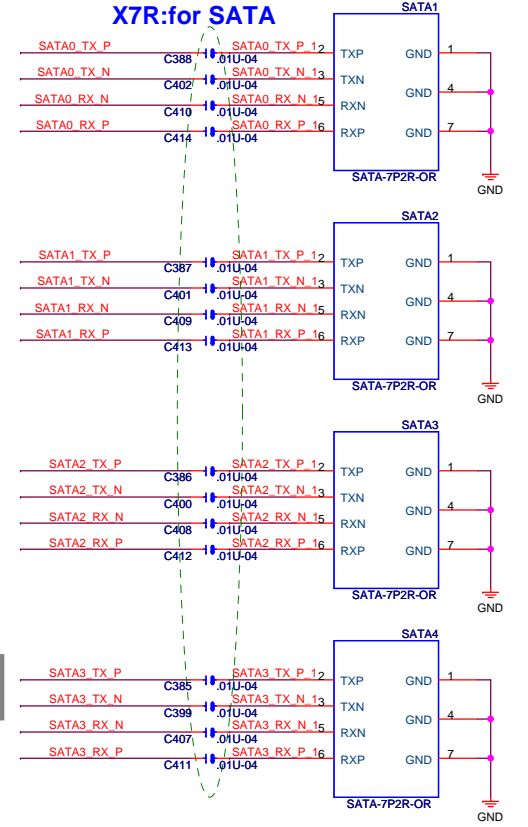 X7R:for SATA
SATA1
SATA0_TX_P C388 .01U-04 SATA0_TX_P_1 2 TXP GND 1
SATA0_TX_N C402 .01U-04 SATA0_TX_N_1 3 TXN GND 4
SATA0_RX_N C410 .01U-04 SATA0_RX_N_1 5 RXN
SATA0_RX_P C414 .01U-04 SATA0_RX_P_1 6 RXP GND 7
SATA-7P2R-OR
GND
SATA2
SATA1_TX_P C387 .01U-04 SATA1_TX_P_1 2 TXP GND 1
SATA1_TX_N C401 .01U-04 SATA1_TX_N_1 3 TXN GND 4
SATA1_RX_N C409 .01U-04 SATA1_RX_N_1 5 RXN
SATA1_RX_P C413 .01U-04 SATA1_RX_P_1 6 RXP GND 7
SATA-7P2R-OR
GND
SATA3
SATA2_TX_P C386 .01U-04 SATA2_TX_P_1 2 TXP GND 1
SATA2_TX_N C400 .01U-04 SATA2_TX_N_1 3 TXN GND 4
SATA2_RX_N C408 .01U-04 SATA2_RX_N_1 5 RXN
SATA2_RX_P C412 .01U-04 SATA2_RX_P_1 6 RXP GND 7
SATA-7P2R-OR
GND
SATA4
SATA3_TX_P C385 .01U-04 SATA3_TX_P_1 2 TXP GND 1
SATA3_TX_N C399 .01U-04 SATA3_TX_N_1 3 TXN GND 4
SATA3_RX_N C407 .01U-04 SATA3_RX_N_1 5 RXN
SATA3_RX_P C411 .01U-04 SATA3_RX_P_1 6 RXP GND 7
SATA-7P2R-OR
GND